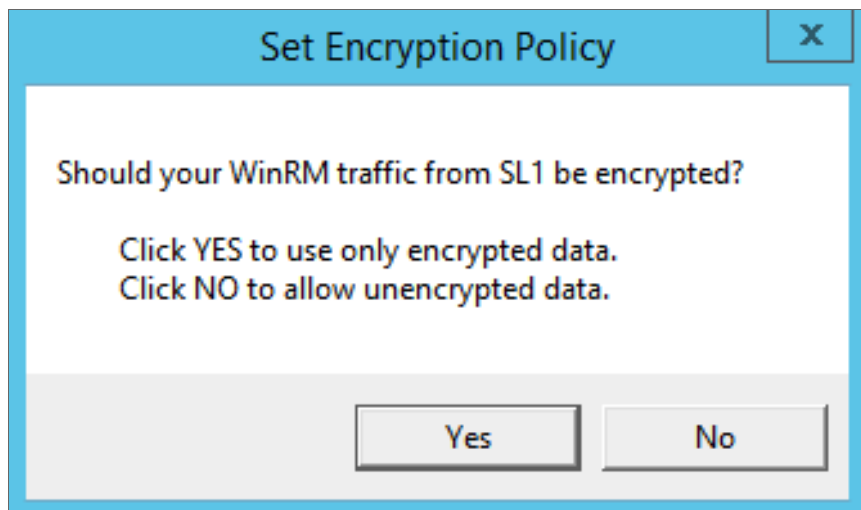 Set Encryption Policy
x
Should your WinRM traffic from SL1 be encrypted?
Click YES to use only encrypted data.
Click NO to allow unencrypted data.
Yes
No